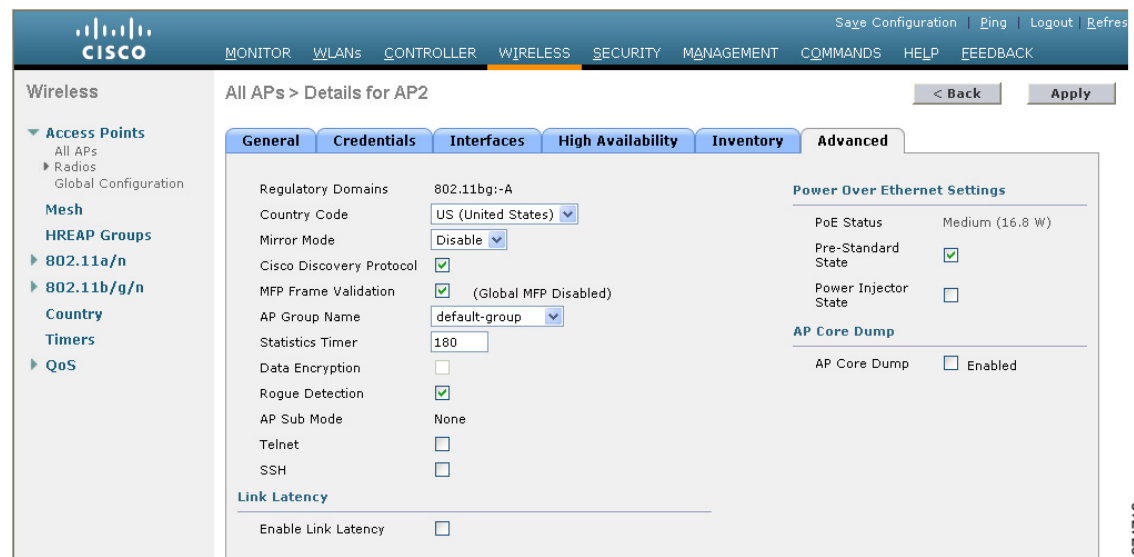 Save Configuration | Ping | Logout | Refres
CISCO
MONITOR WLANs CONTROLLER WIRELESS SECURITY MANAGEMENT COMMANDS HELP FEEDBACK
Wireless
All APs > Details for AP2
< Back
Apply
Access Points
All APs
Radios
Global Configuration
Mesh
HREAP Groups
802.11a/n
802.11b/g/n
Country
Timers
QoS
General Credentials Interfaces High Availability Inventory Advanced
Regulatory Domains 802.11bg:-A
Country Code US (United States)
Mirror Mode Disable
Cisco Discovery Protocol
MFP Frame Validation (Global MFP Disabled)
AP Group Name default-group
Statistics Timer 180
Data Encryption
Rogue Detection
AP Sub Mode None
Telnet
SSH
Link Latency
Enable Link Latency
Power Over Ethernet Settings
PoE Status Medium (16.8 W)
Pre-Standard
State
Power Injector
State
AP Core Dump
AP Core Dump Enabled